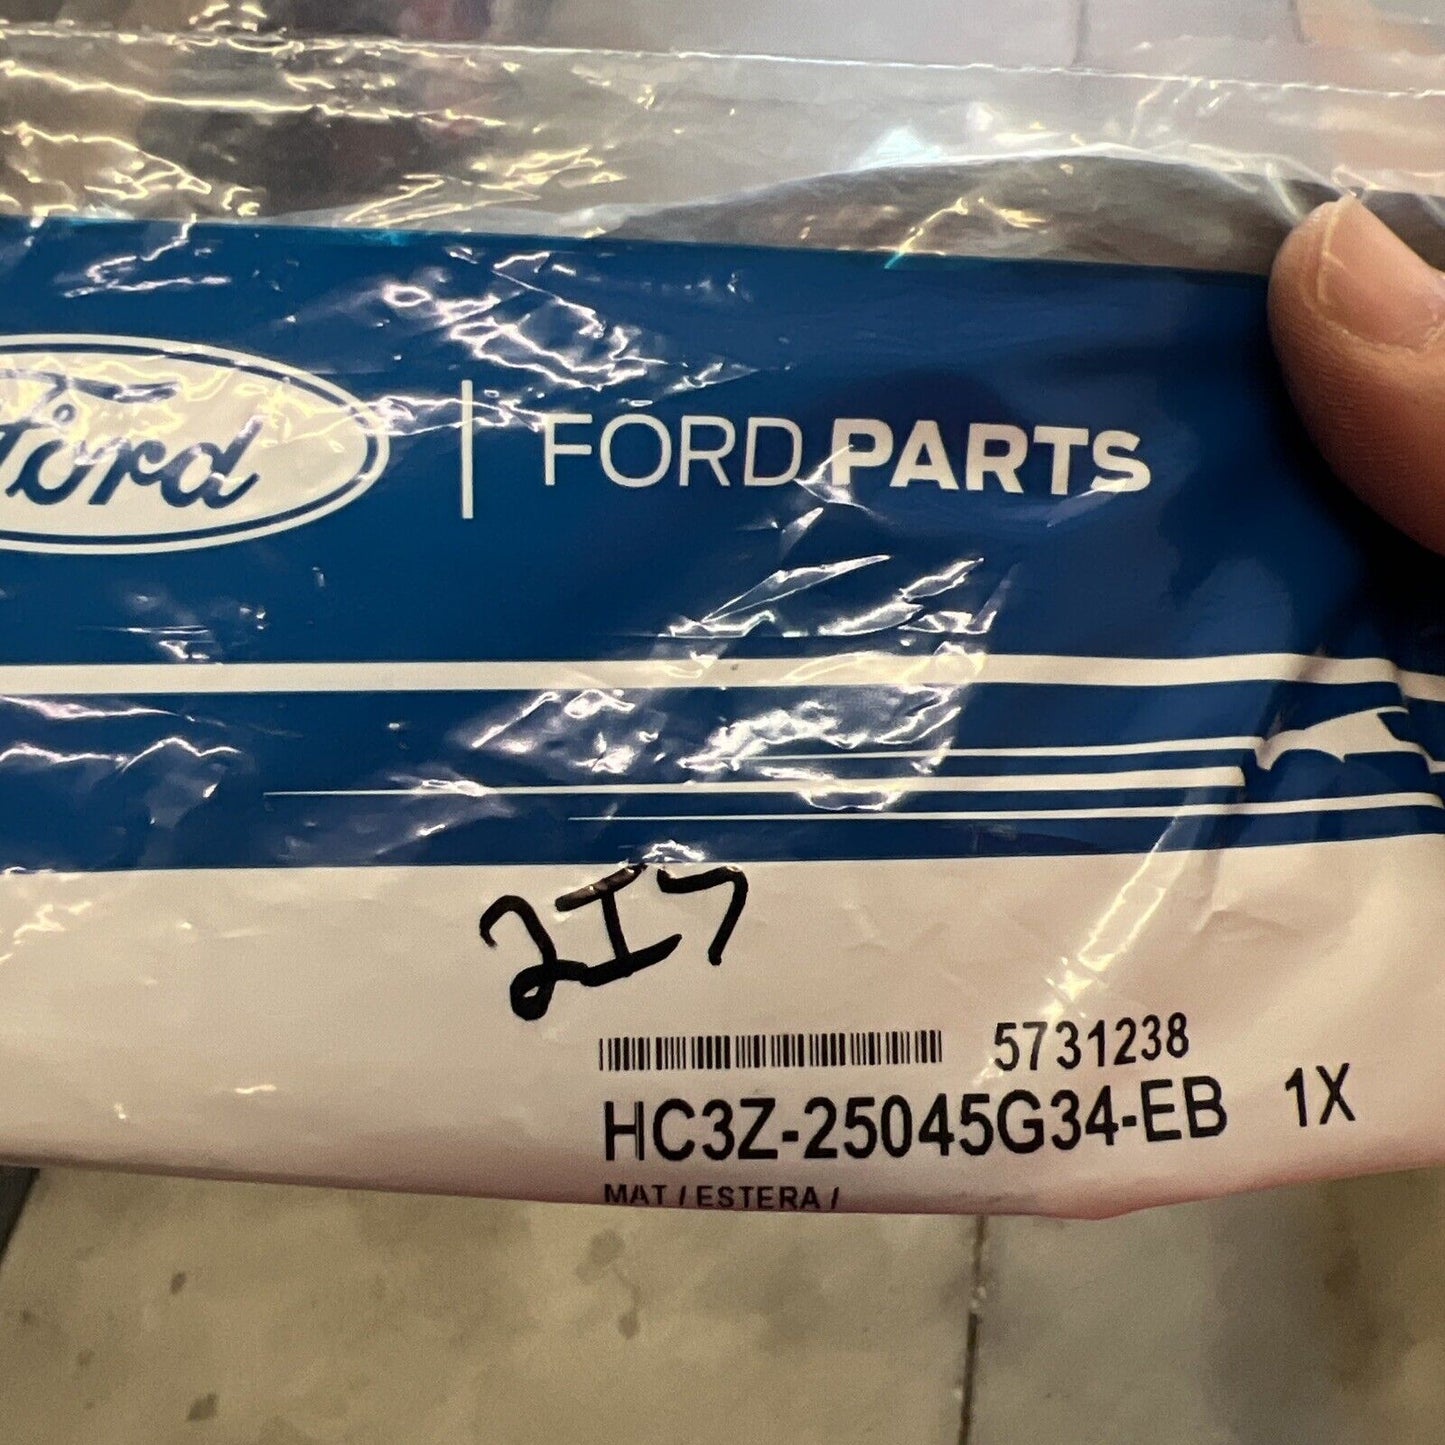 Ford | FORD PARTS
2I7
5731238
HC3Z-25045G34-EB 1X
MAT / ESTERA /